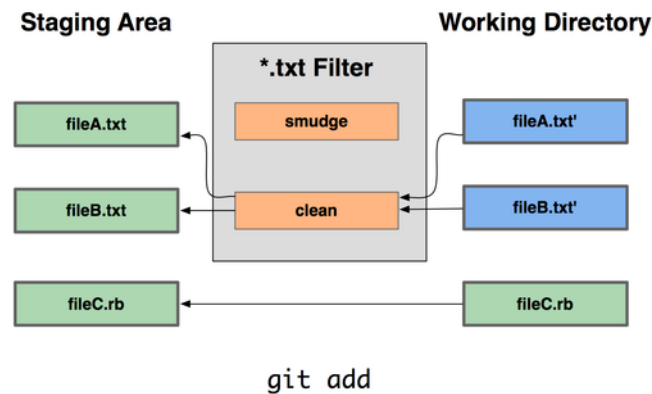 Staging Area
Working Directory
*.txt Filter
fileA.txt
smudge
fileA.txt'
fileB.txt
clean
fileB.txt'
fileC.rb
fileC.rb
git add